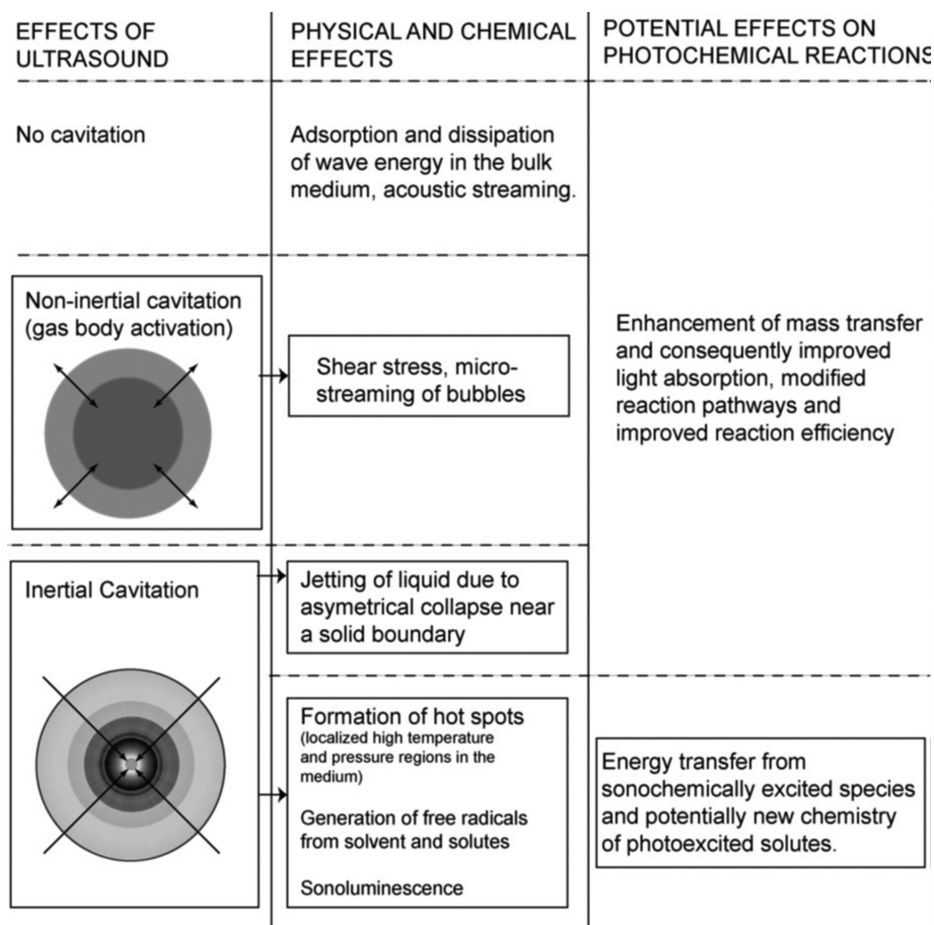 EFFECTS OF
ULTRASOUND
PHYSICAL AND CHEMICAL
EFFECTS
POTENTIAL EFFECTS ON
PHOTOCHEMICAL REACTIONS
No cavitation
Adsorption and dissipation
of wave energy in the bulk
medium, acoustic streaming.
Non-inertial cavitation
(gas body activation)
Shear stress, micro-
streaming of bubbles
Enhancement of mass transfer
and consequently improved
light absorption, modified
reaction pathways and
improved reaction efficiency
Inertial Cavitation
Jetting of liquid due to
asymetrical collapse near
a solid boundary
Formation of hot spots
(localized high temperature
and pressure regions in the
medium)
Generation of free radicals
from solvent and solutes
Sonoluminescence
Energy transfer from
sonochemically excited species
and potentially new chemistry
of photoexcited solutes.